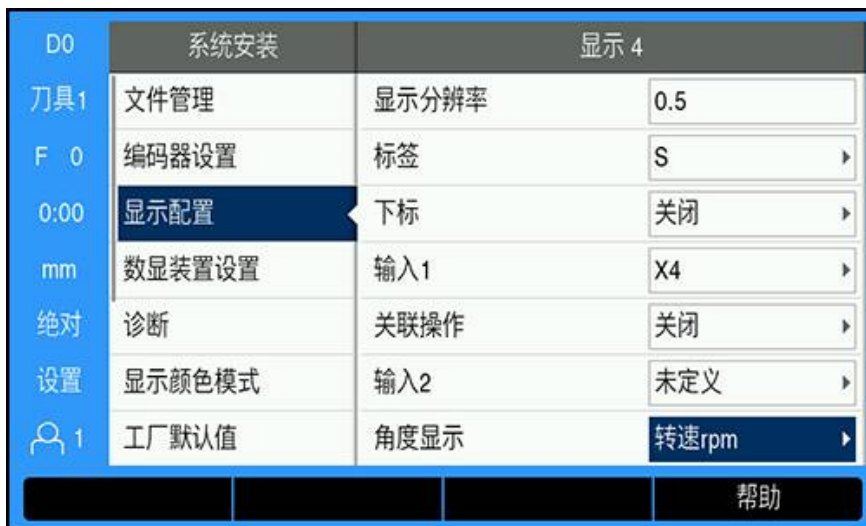 D0 系统安装 显示 4
刀具1 文件管理 显示分辨率 0.5
F 0 编码器设置 标签 S
0:00 显示配置 下标 关闭
mm 数显装置设置 输入1 X4
绝对 诊断 关联操作 关闭
设置 显示颜色模式 输入2 未定义
1 工厂默认值 角度显示 转速rpm
帮助